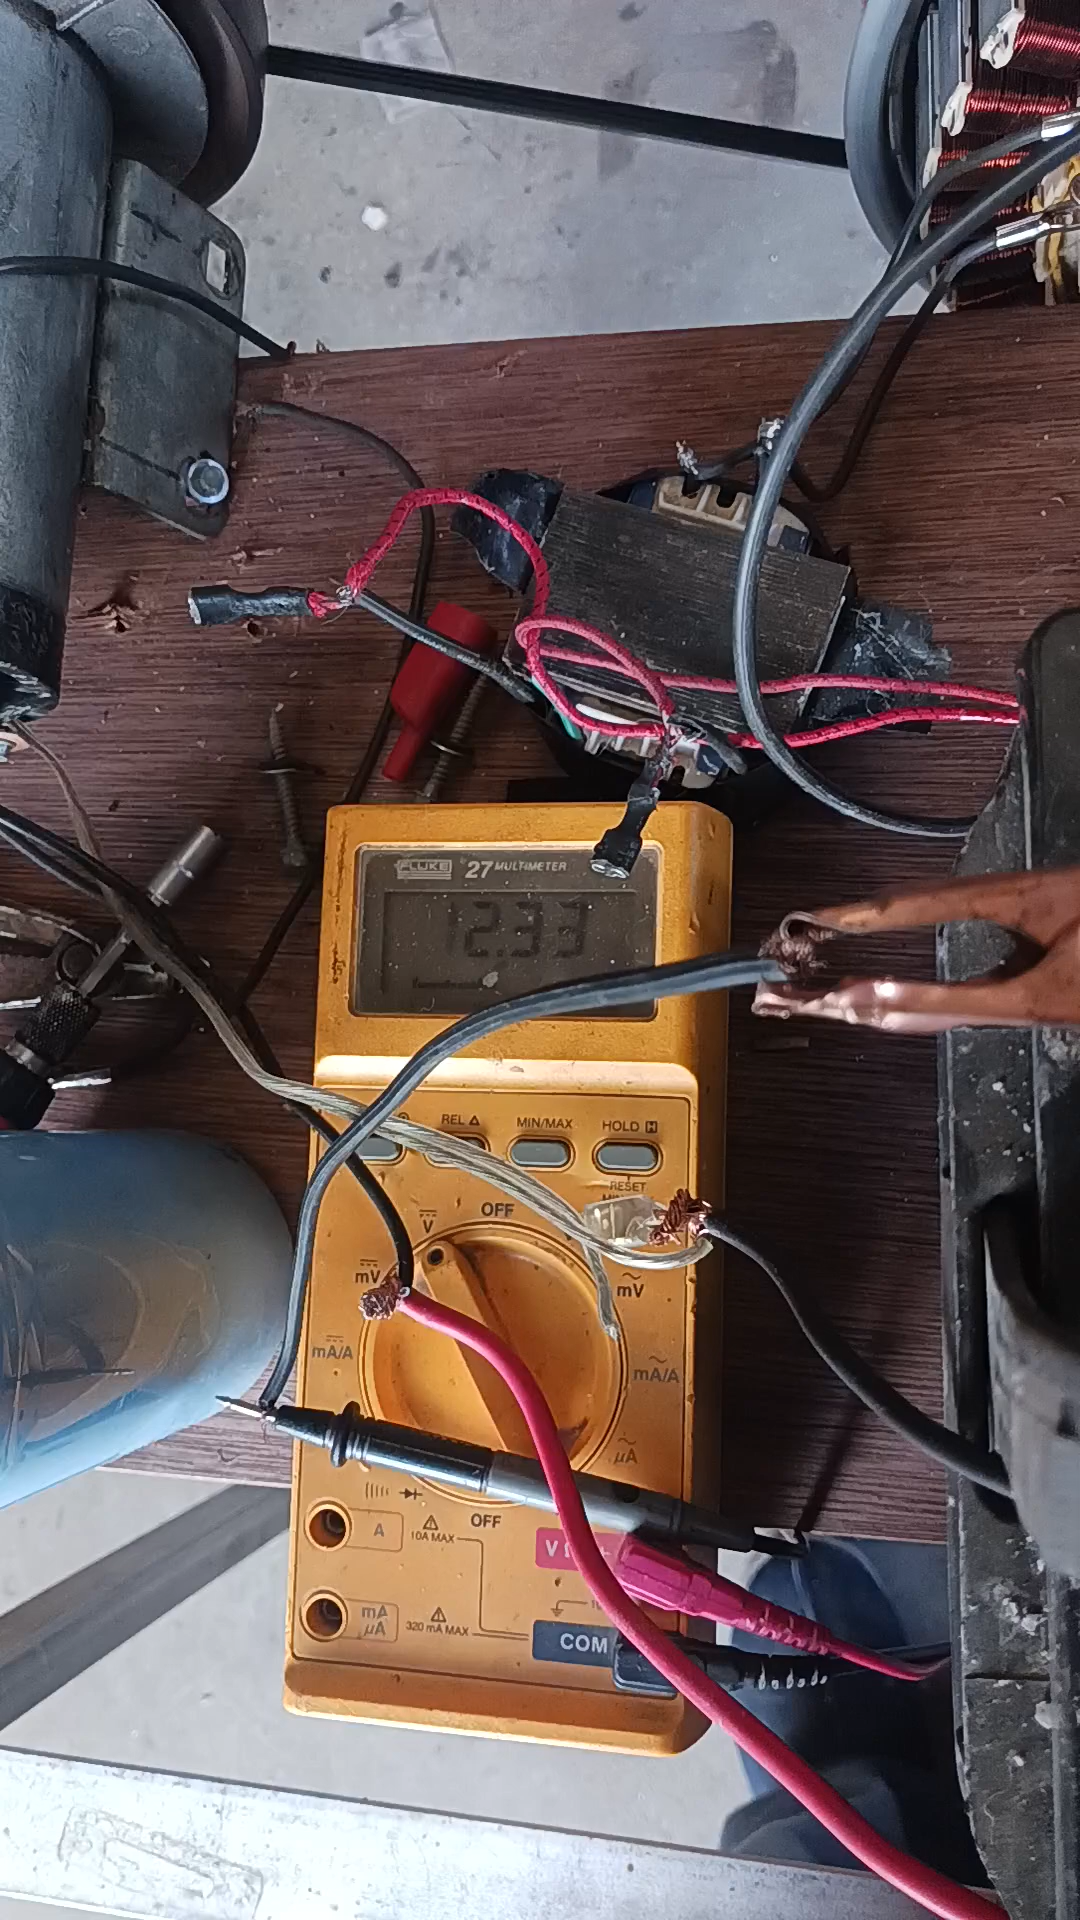 FLUKE 27 MULTIMETER
12.33
REL Δ MIN/MAX HOLD H
RESET
OFF
V
mV
mV
mA/A
mA/A
µA
OFF
A
10A MAX
V
mA
µA
320 mA MAX
COM